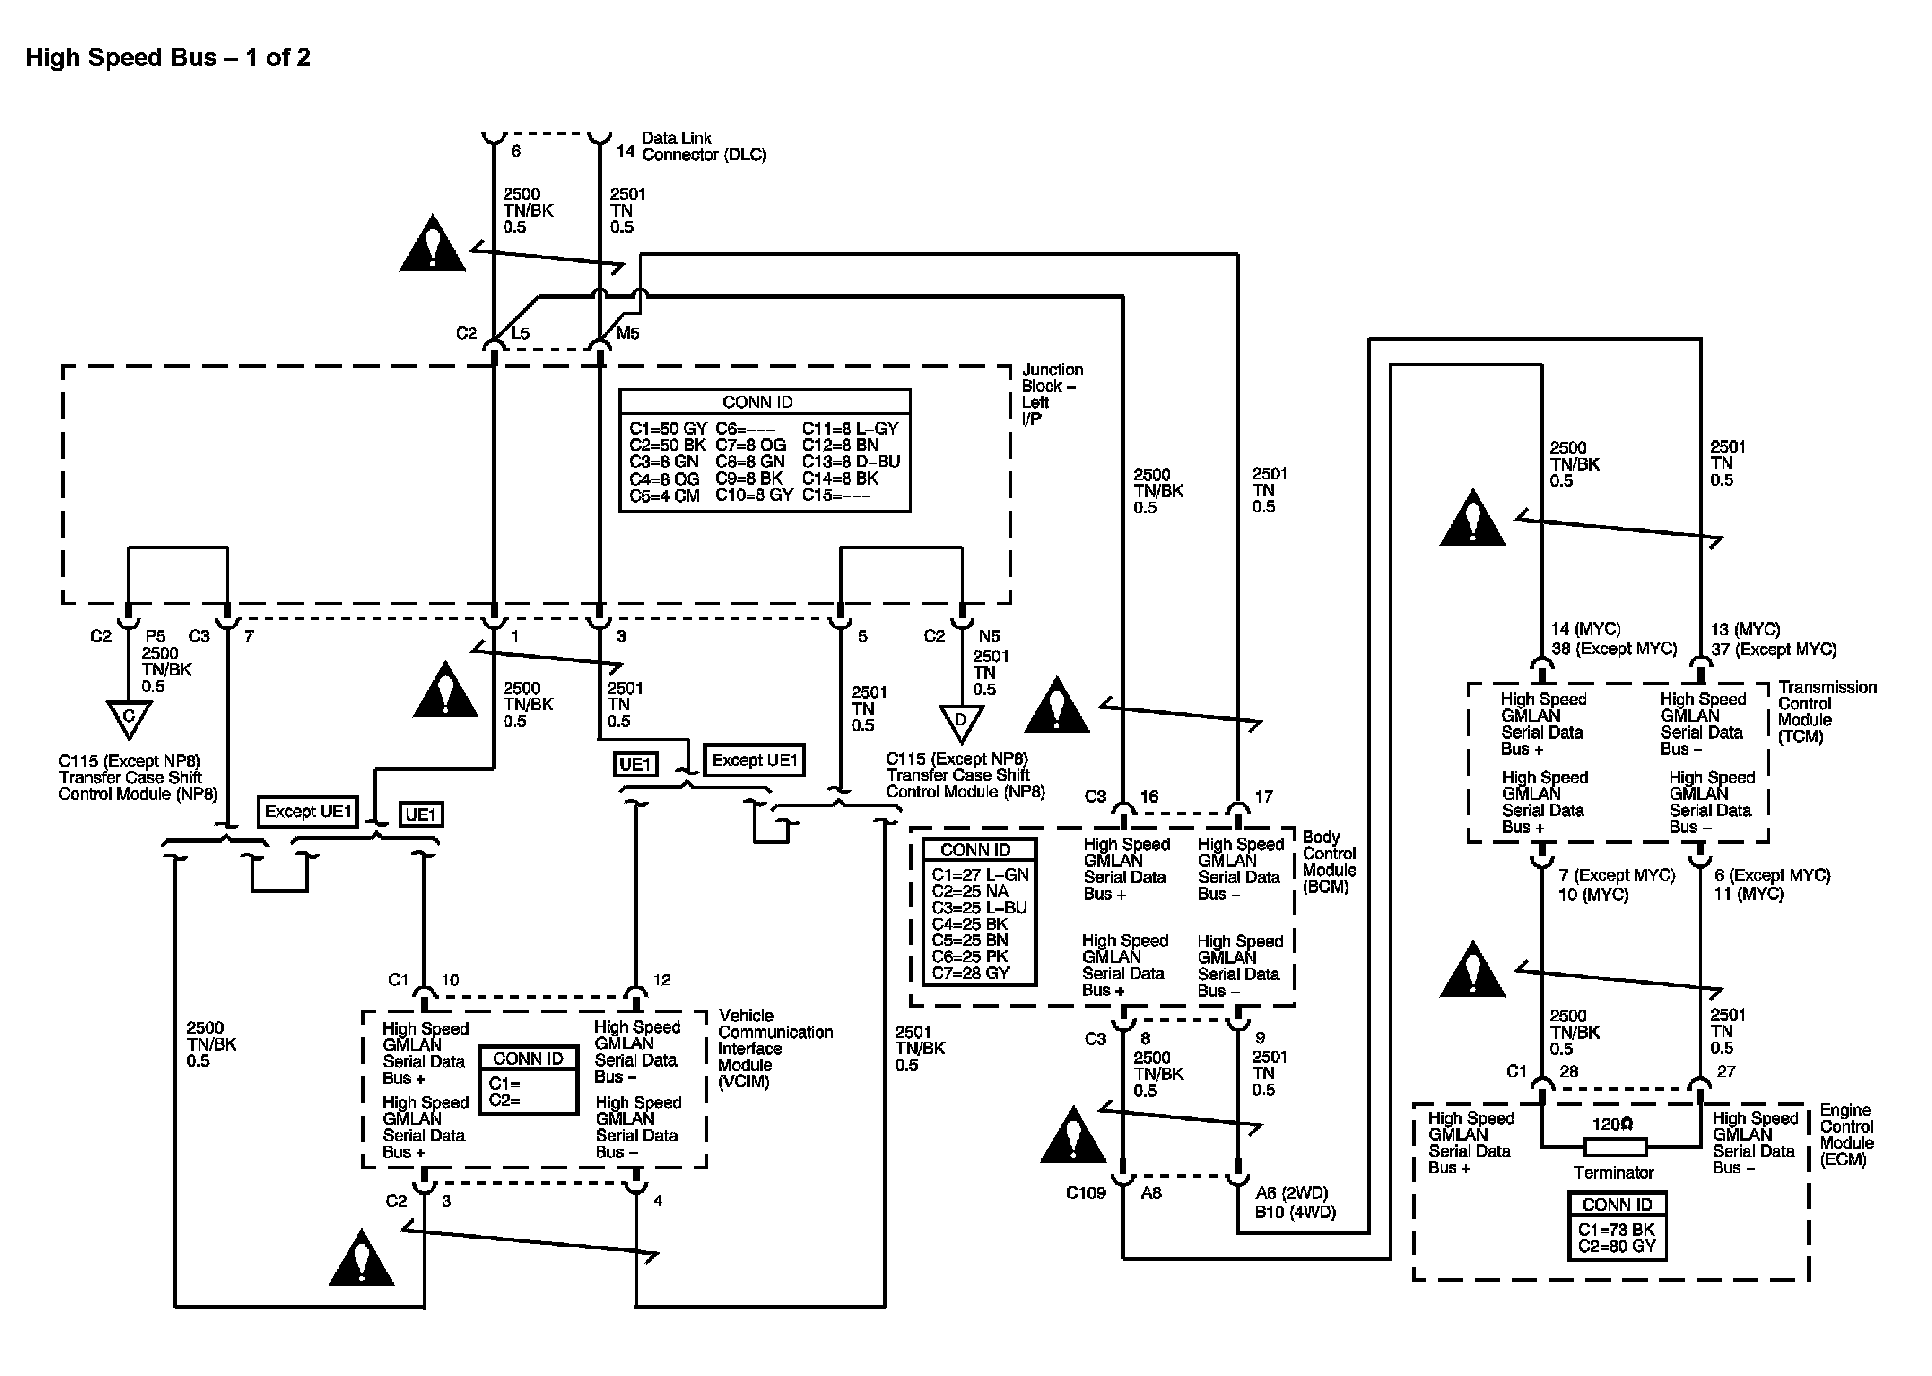 High Speed Bus – 1 of 2
6
14
Data Link
Connector (DLC)
2500
TN/BK
0.5
2501
TN
0.5
C2
L5
M5
Junction
Block –
Left
I/P
CONN ID
C1=50 GY C6=--- C11=8 L-GY
C2=50 BK C7=8 OG C12=8 BN
C3=8 GN C8=8 GN C13=8 D-BU
C4=8 OG C9=8 BK C14=8 BK
C5=4 CM C10=8 GY C15=---
C2
P5
C3
7
1
3
5
C2
N5
2500
TN/BK
0.5
2500
TN/BK
0.5
2501
TN
0.5
2501
TN
0.5
2501
TN
0.5
C
D
C115 (Except NP8)
Transfer Case Shift
Control Module (NP8)
C115 (Except NP8)
Transfer Case Shift
Control Module (NP8)
Except UE1
UE1
UE1
Except UE1
2500
TN/BK
0.5
2501
TN/BK
0.5
C1
10
12
High Speed
GMLAN
Serial Data
Bus +
High Speed
GMLAN
Serial Data
Bus –
High Speed
GMLAN
Serial Data
Bus +
High Speed
GMLAN
Serial Data
Bus –
CONN ID
C1=
C2=
Vehicle
Communication
Interface
Module
(VCIM)
C2
3
4
2500
TN/BK
0.5
2501
TN
0.5
C3
16
17
CONN ID
C1=27 L-GN
C2=25 NA
C3=25 L-BU
C4=25 BK
C5=25 BN
C6=25 PK
C7=28 GY
High Speed
GMLAN
Serial Data
Bus +
High Speed
GMLAN
Serial Data
Bus –
High Speed
GMLAN
Serial Data
Bus +
High Speed
GMLAN
Serial Data
Bus –
Body
Control
Module
(BCM)
C3
8
9
2500
TN/BK
0.5
2501
TN
0.5
C109
A8
A6 (2WD)
B10 (4WD)
2500
TN/BK
0.5
2501
TN
0.5
14 (MYC)
38 (Except MYC)
13 (MYC)
37 (Except MYC)
High Speed
GMLAN
Serial Data
Bus +
High Speed
GMLAN
Serial Data
Bus –
High Speed
GMLAN
Serial Data
Bus +
High Speed
GMLAN
Serial Data
Bus –
Transmission
Control
Module
(TCM)
7 (Except MYC)
10 (MYC)
6 (Except MYC)
11 (MYC)
2500
TN/BK
0.5
2501
TN
0.5
C1
28
27
High Speed
GMLAN
Serial Data
Bus +
120Ω
Terminator
High Speed
GMLAN
Serial Data
Bus –
Engine
Control
Module
(ECM)
CONN ID
C1=73 BK
C2=80 GY